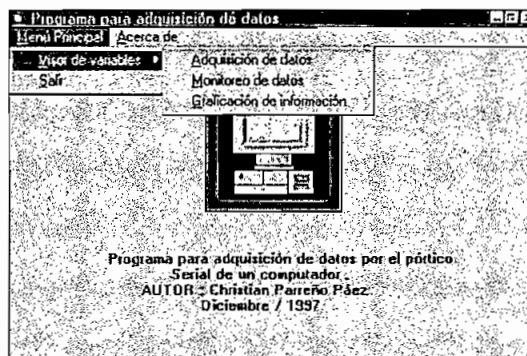 Programa para adquisición de datos
Menú Principal Acerca de
Visor de variables Adquisición de datos
Salir Monitoreo de datos
Graficación de información
Programa para adquisición de datos por el pórtico
Serial de un computador.
AUTOR : Christian Parreño Páez
Diciembre / 1997